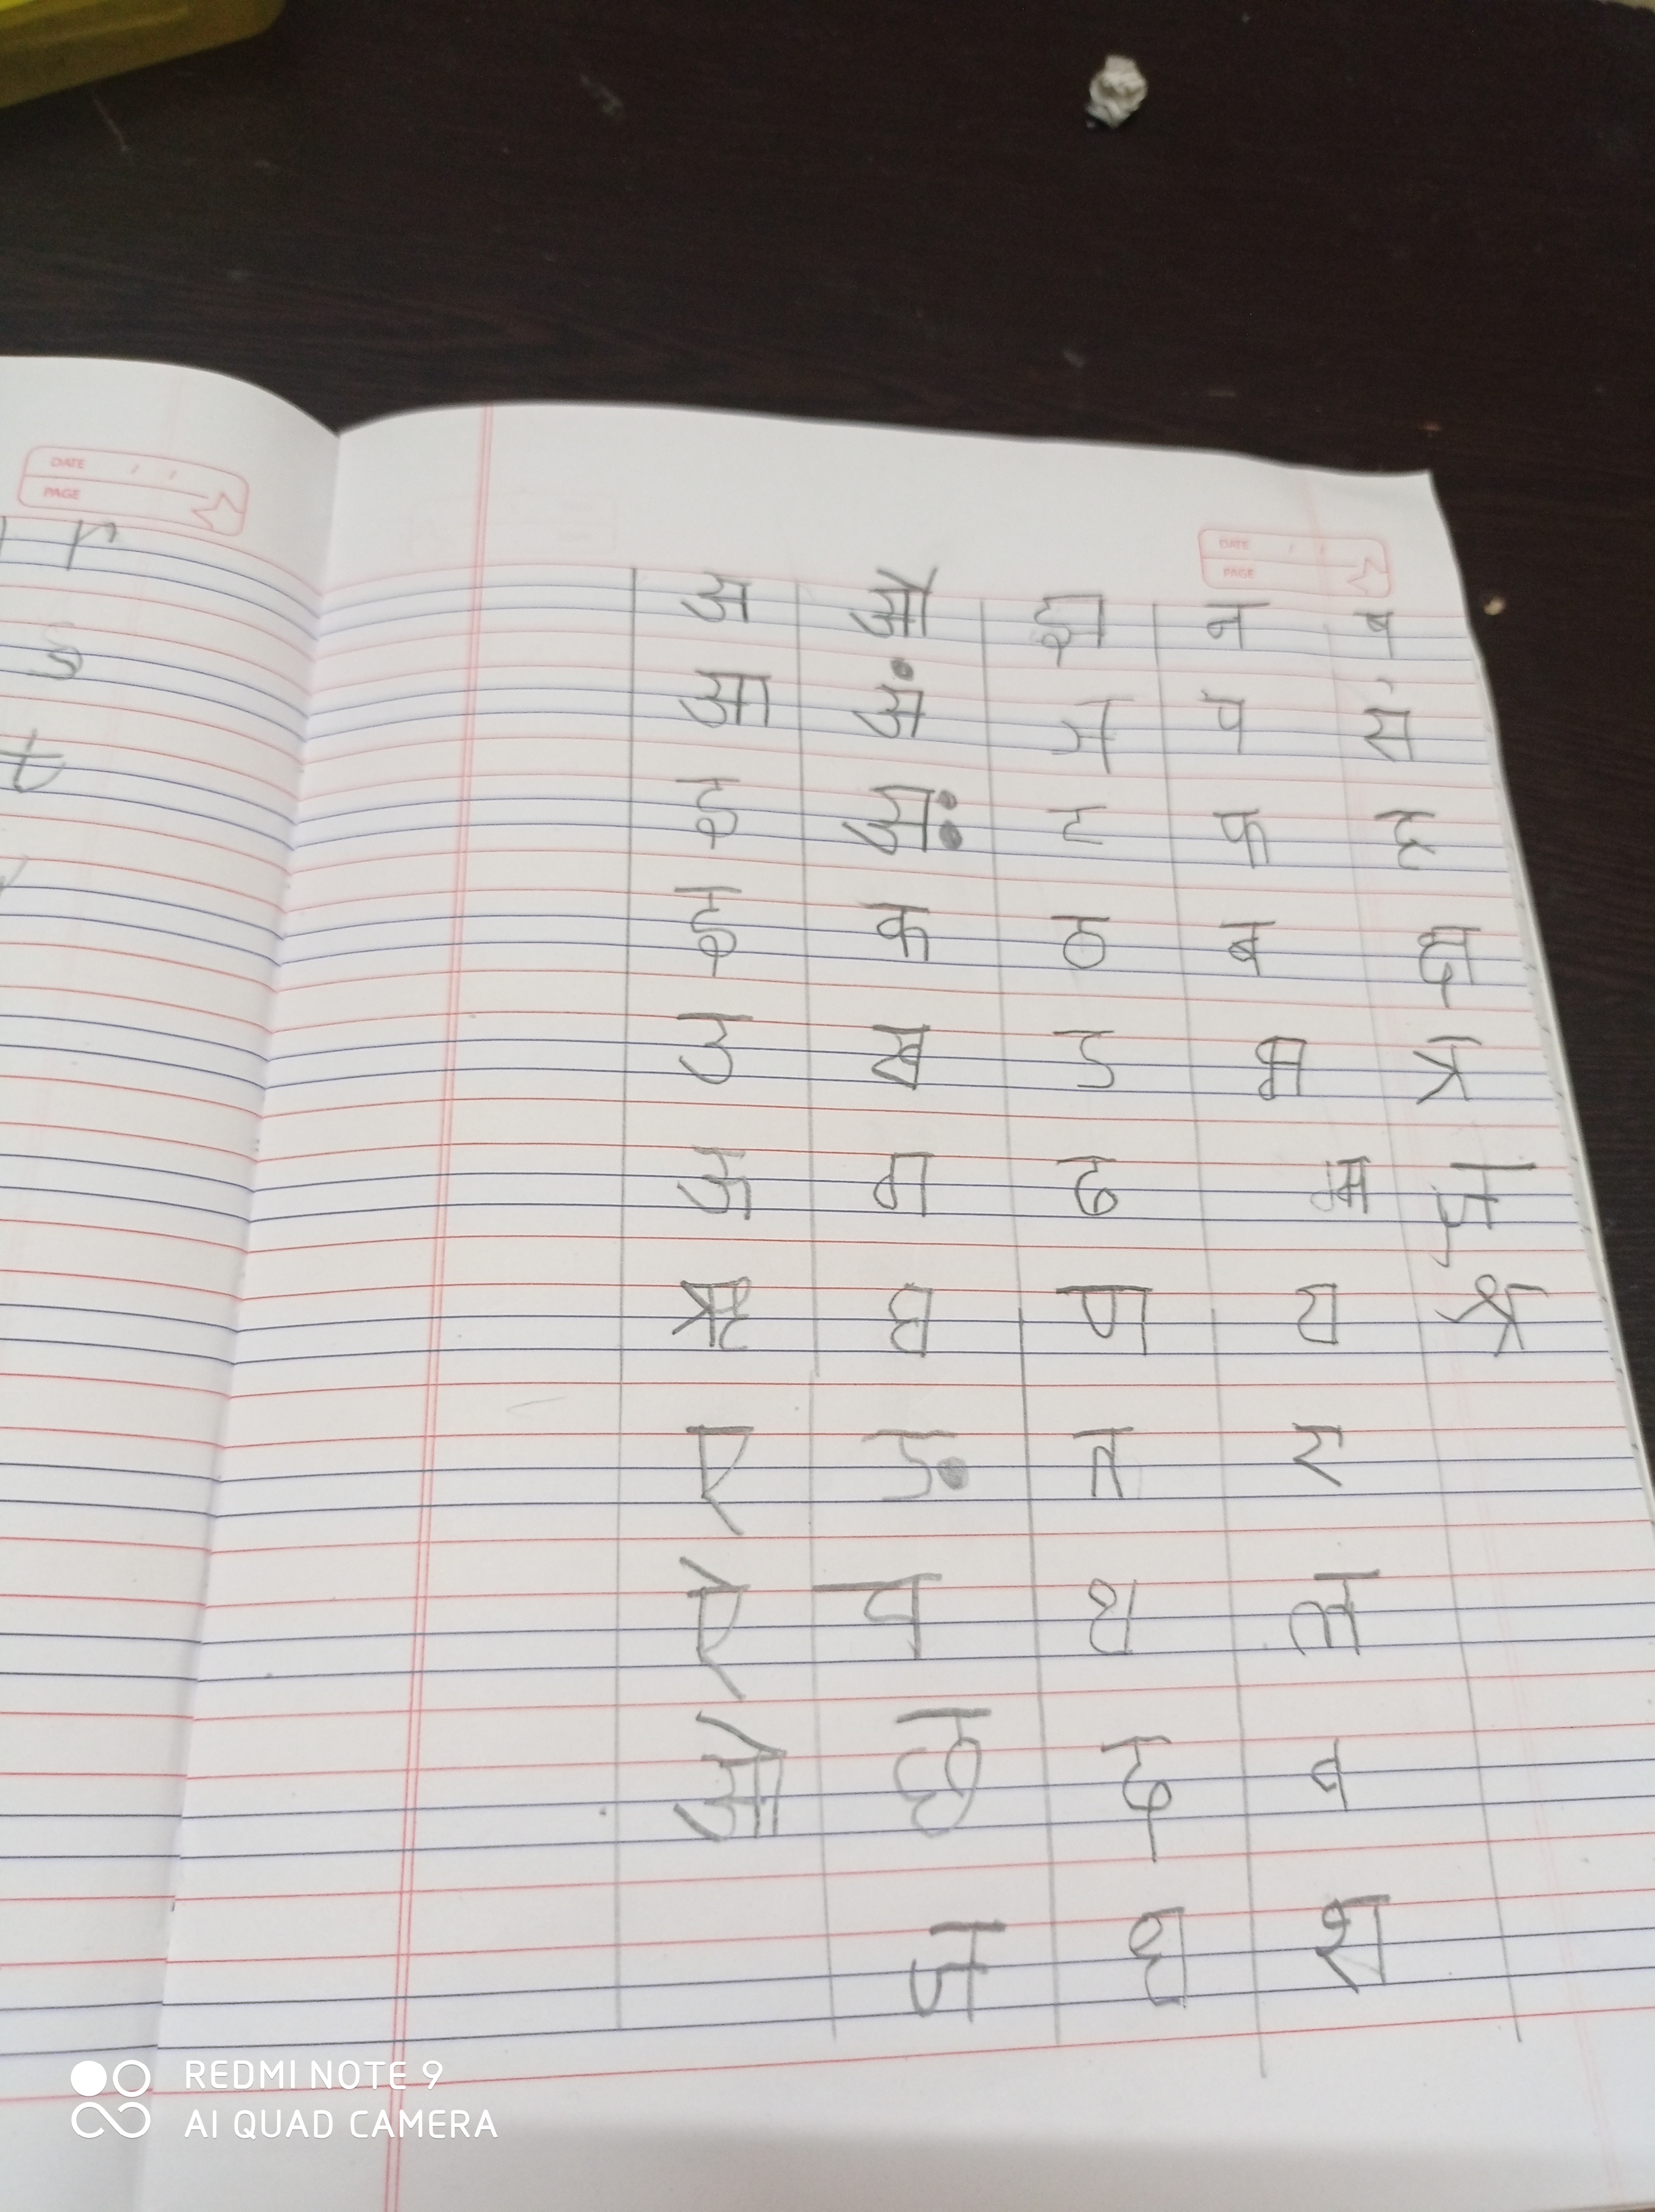 DATE / /
PAGE
r
s
t
DATE / /
PAGE
अ औ झ न ष
आ अं ञ प स
इ अः ट फ ह
इ क ठ ब क्ष
उ ख ड भ त्र
ऊ ग ढ म ज्ञ
ऋ घ ण य श्र
ए ङ त र
ऐ च थ ल
ओ छ द व
ज ध श
REDMI NOTE 9
AI QUAD CAMERA